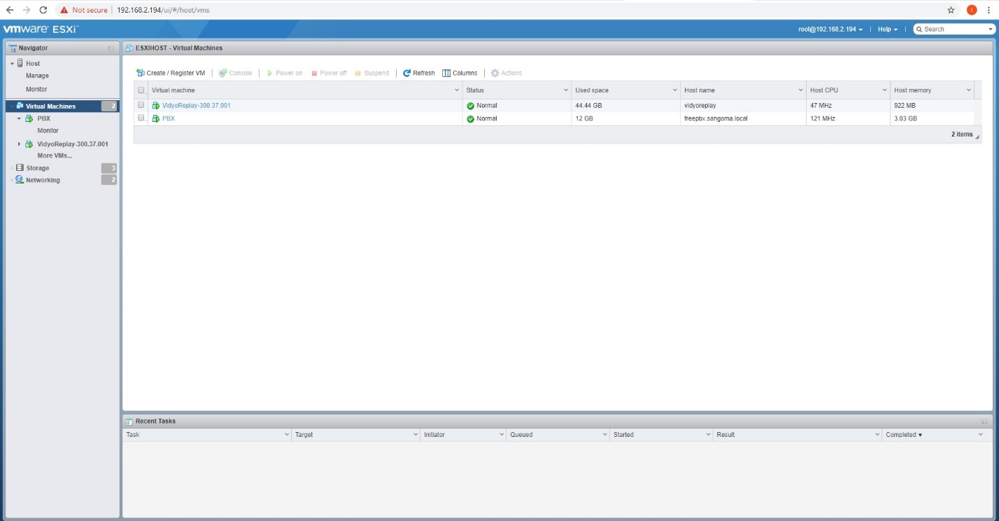 Not secure | 192.168.2.194/ui/#/host/vms
vmware ESXi™
root@192.168.2.194 | Help | Search
Navigator
Host
Manage
Monitor
Virtual Machines 2
PBX
Monitor
VidyoReplay-300.37.001
More VMs...
Storage 3
Networking 2
ESXIHOST - Virtual Machines
Create / Register VM | Console | Power on Power off Suspend | Refresh Columns | Actions
Virtual machine Status Used space Host name Host CPU Host memory
VidyoReplay-300.37.001 Normal 44.44 GB vidyoreplay 47 MHz 922 MB
PBX Normal 12 GB freepbx.sangoma.local 121 MHz 3.03 GB
2 items
Recent Tasks
Task Target Initiator Queued Started Result Completed ▼